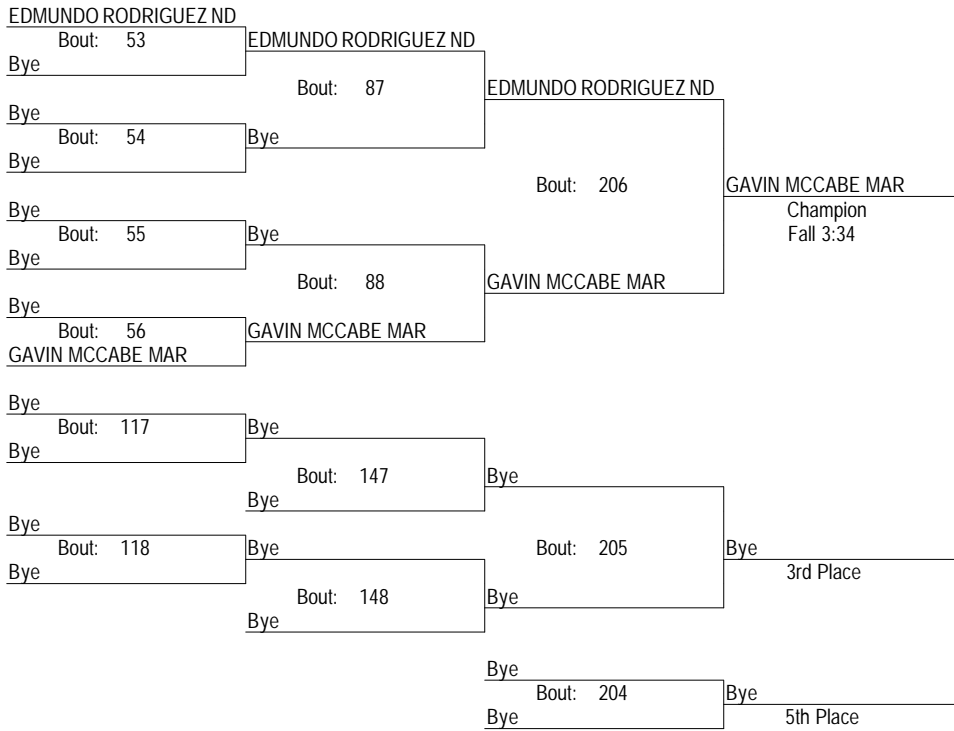 EDMUNDO RODRIGUEZ ND
Bout: 53
EDMUNDO RODRIGUEZ ND
Bye
Bout: 87
EDMUNDO RODRIGUEZ ND
Bye
Bout: 54
Bye
Bye
Bout: 206
GAVIN MCCABE MAR
Champion
Fall 3:34
Bye
Bout: 55
Bye
Bye
Bout: 88
GAVIN MCCABE MAR
Bye
Bout: 56
GAVIN MCCABE MAR
GAVIN MCCABE MAR
Bye
Bout: 117
Bye
Bye
Bout: 147
Bye
Bye
Bye
Bout: 118
Bye
Bout: 205
Bye
Bye
3rd Place
Bout: 148
Bye
Bye
Bye
Bout: 204
Bye
Bye
5th Place